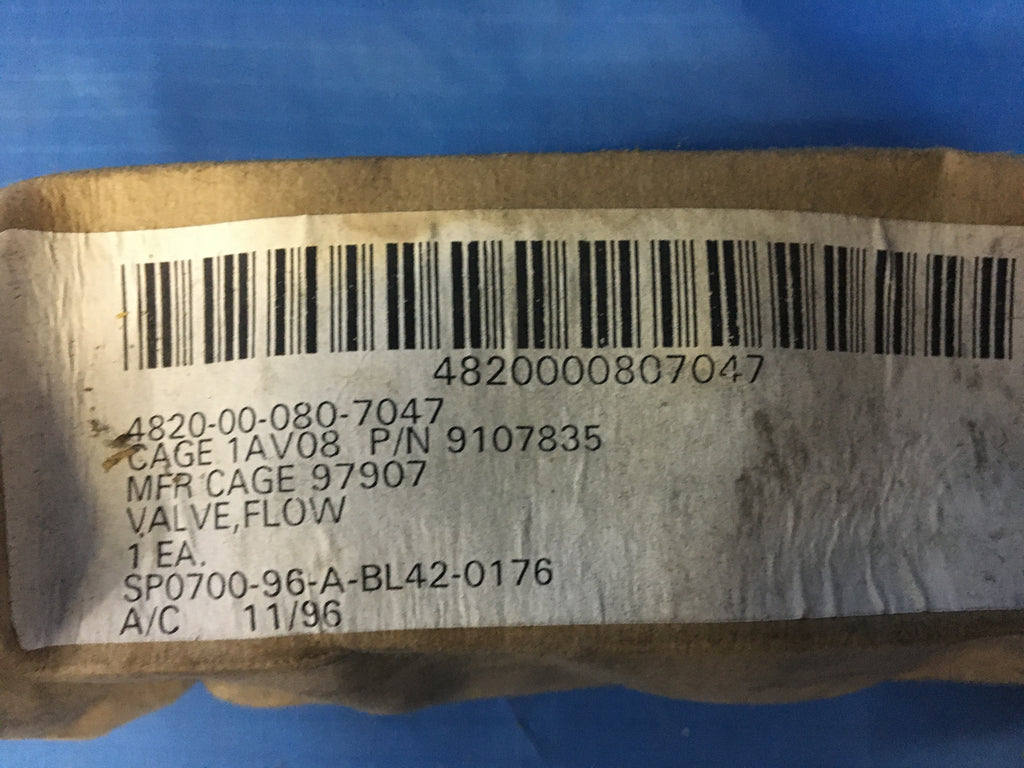 4820000807047
4820-00-080-7047
CAGE 1AV08 P/N 9107835
MFR CAGE 97907
VALVE,FLOW
1 EA.
SP0700-96-A-BL42-0176
A/C 11/96